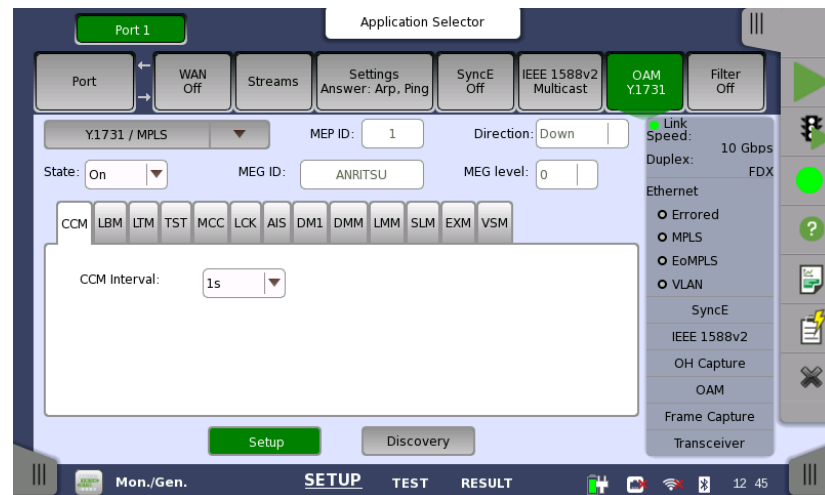 Port 1
Application Selector
Port
WAN
Off
Streams
Settings
Answer: Arp, Ping
SyncE
Off
IEEE 1588v2
Multicast
OAM
Y.1731
Filter
Off
Y.1731 / MPLS
MEP ID: 1
Direction: Down
State: On
MEG ID: ANRITSU
MEG level: 0
CCM LBM LTM TST MCC LCK AIS DM1 DMM LMM SLM EXM VSM
CCM Interval: 1s
Setup
Discovery
Link
Speed:
10 Gbps
Duplex:
FDX
Ethernet
Errored
MPLS
EoMPLS
VLAN
SyncE
IEEE 1588v2
OH Capture
OAM
Frame Capture
Transceiver
?
Mon./Gen. SETUP TEST RESULT 12 45